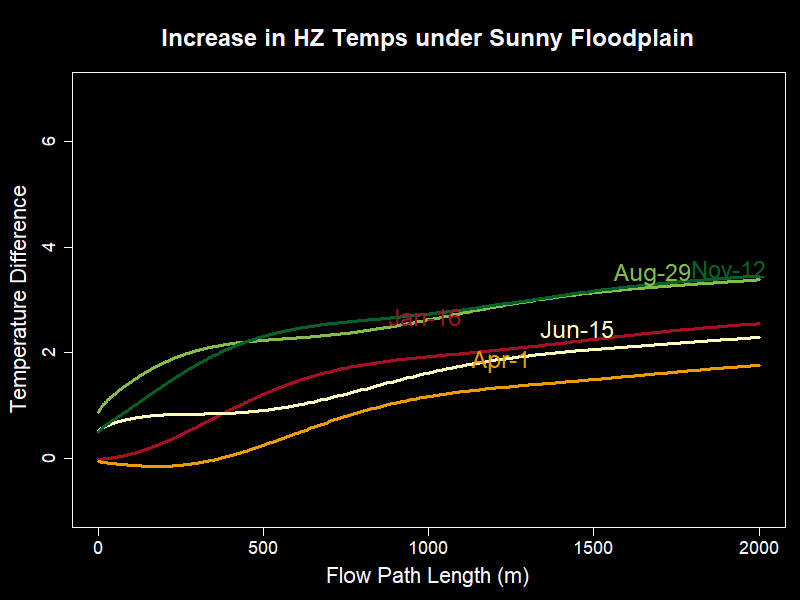 Increase in HZ Temps under Sunny Floodplain
Temperature Difference
6
4
2
0
Aug-29
Nov-12
Jan-16
Jun-15
Apr-1
0 500 1000 1500 2000
Flow Path Length (m)